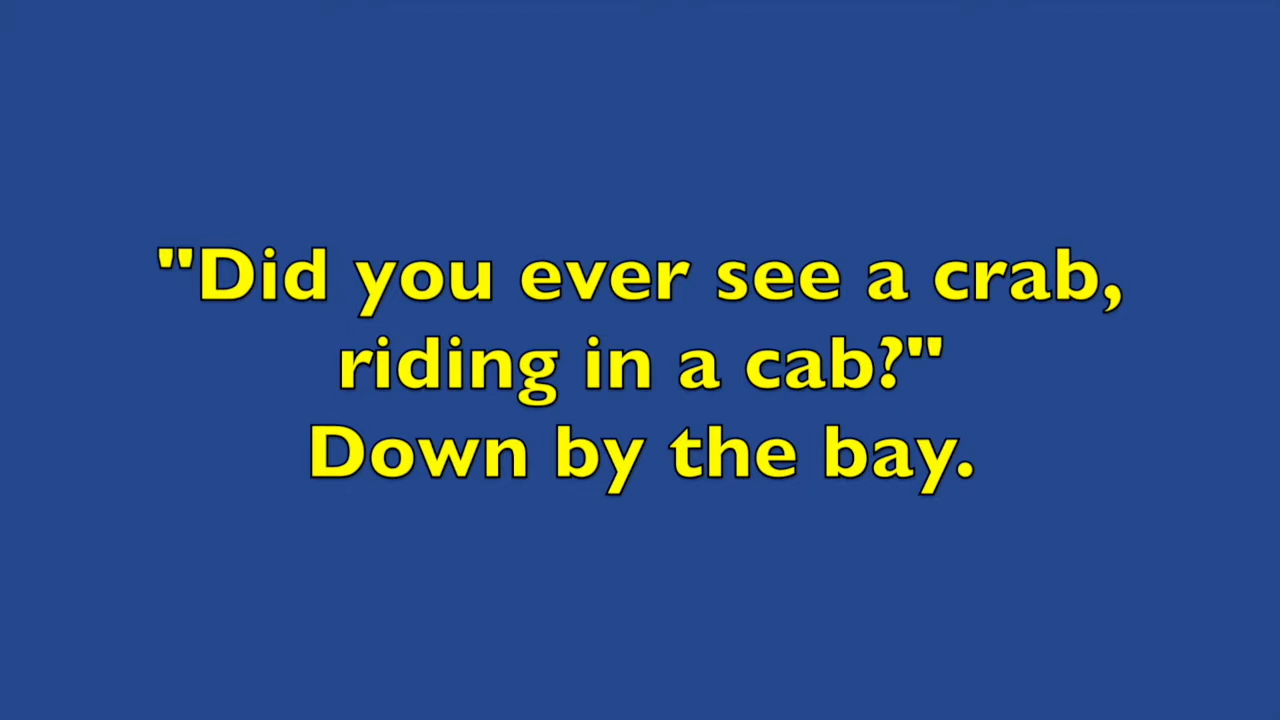 "Did you ever see a crab,
riding in a cab?"
Down by the bay.